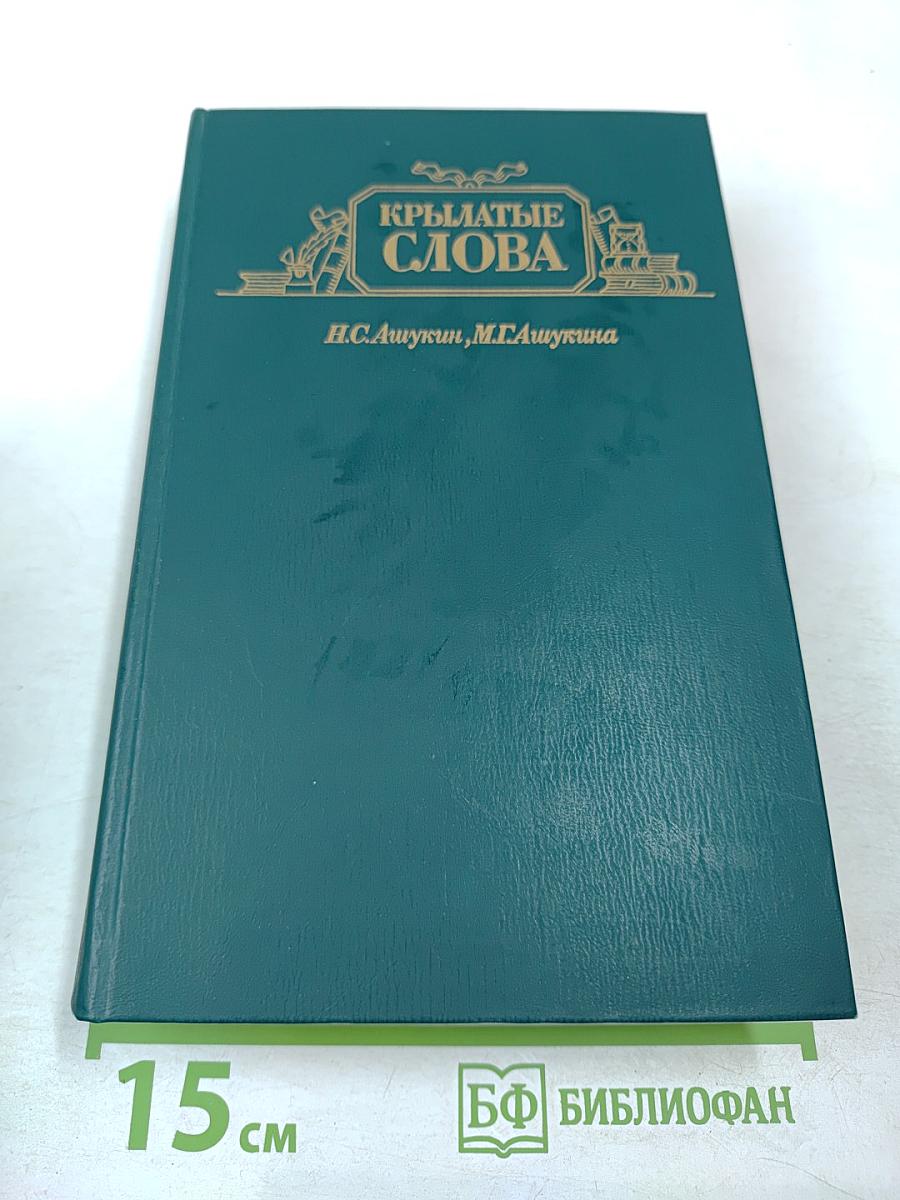 КРЫЛАТЫЕ
СЛОВА
Н.С.Ашукин, М.Г.Ашукина
15 см
БФ БИБЛИОФАН